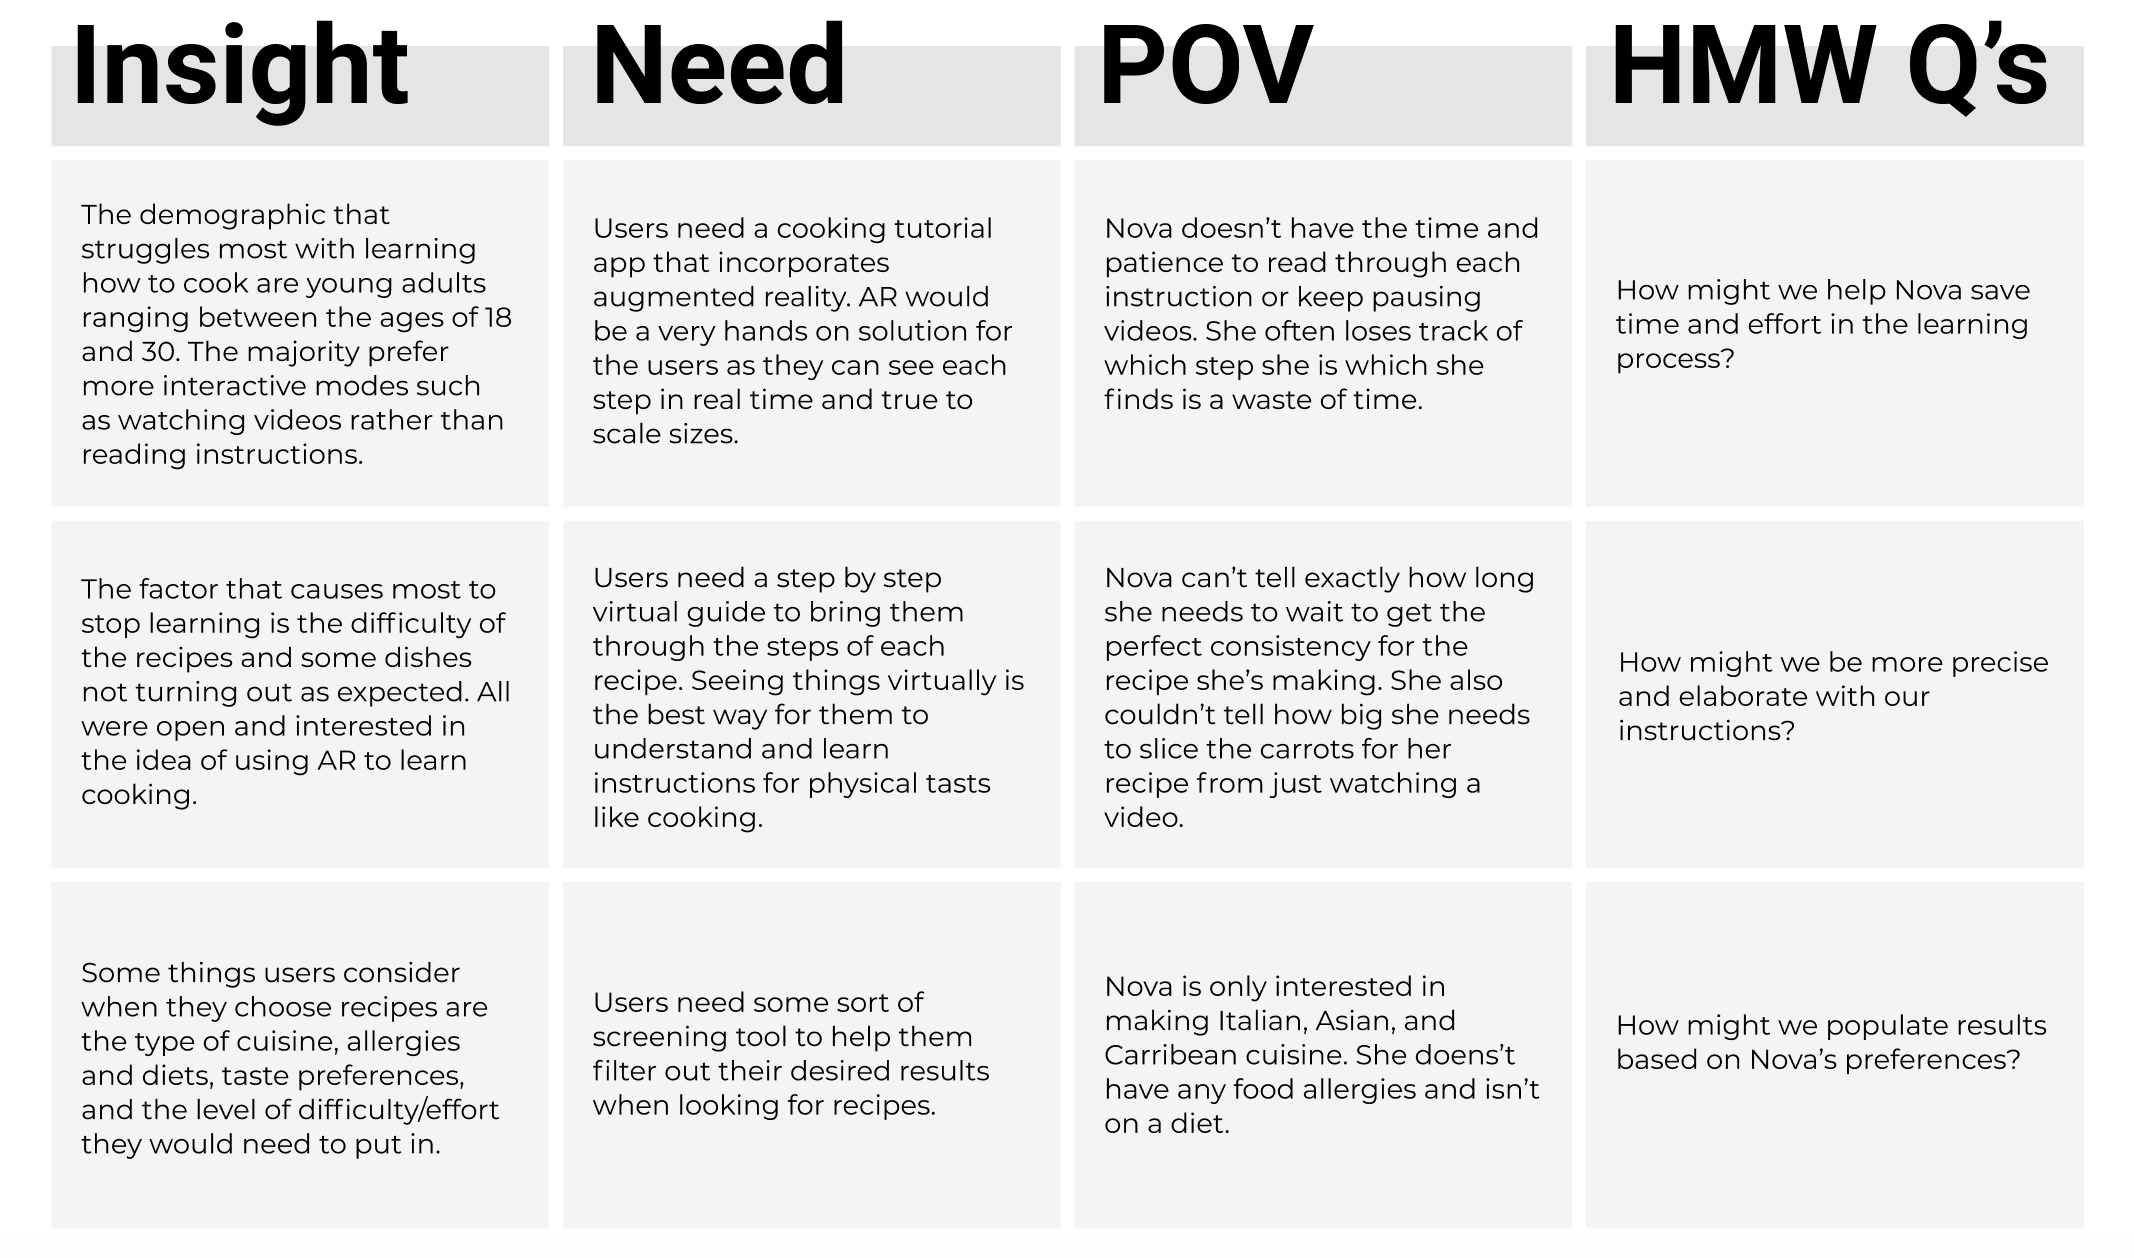 Insight
Need
POV
HMW Q’s
The demographic that
struggles most with learning
how to cook are young adults
ranging between the ages of 18
and 30. The majority prefer
more interactive modes such
as watching videos rather than
reading instructions.
Users need a cooking tutorial
app that incorporates
augmented reality. AR would
be a very hands on solution for
the users as they can see each
step in real time and true to
scale sizes.
Nova doesn’t have the time and
patience to read through each
instruction or keep pausing
videos. She often loses track of
which step she is which she
finds is a waste of time.
How might we help Nova save
time and effort in the learning
process?
The factor that causes most to
stop learning is the difficulty of
the recipes and some dishes
not turning out as expected. All
were open and interested in
the idea of using AR to learn
cooking.
Users need a step by step
virtual guide to bring them
through the steps of each
recipe. Seeing things virtually is
the best way for them to
understand and learn
instructions for physical tasts
like cooking.
Nova can’t tell exactly how long
she needs to wait to get the
perfect consistency for the
recipe she’s making. She also
couldn’t tell how big she needs
to slice the carrots for her
recipe from just watching a
video.
How might we be more precise
and elaborate with our
instructions?
Some things users consider
when they choose recipes are
the type of cuisine, allergies
and diets, taste preferences,
and the level of difficulty/effort
they would need to put in.
Users need some sort of
screening tool to help them
filter out their desired results
when looking for recipes.
Nova is only interested in
making Italian, Asian, and
Carribean cuisine. She doens’t
have any food allergies and isn’t
on a diet.
How might we populate results
based on Nova’s preferences?